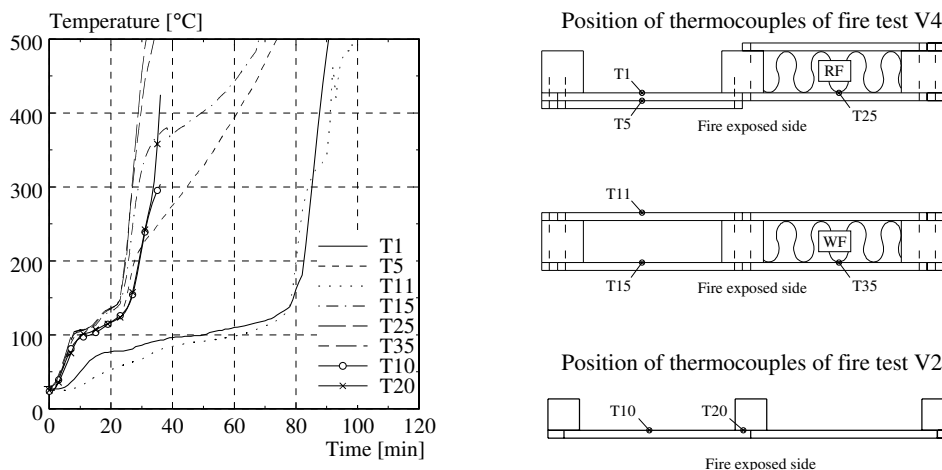 Temperature [°C]
500
400
300
200
100
0
0
20
40
60
80
100
120
Time [min]
T1
T5
T11
T15
T25
T35
T10
T20
Position of thermocouples of fire test V4
T1
T5
RF
T25
Fire exposed side
T11
WF
T15
T35
Fire exposed side
Position of thermocouples of fire test V2
T10
T20
Fire exposed side